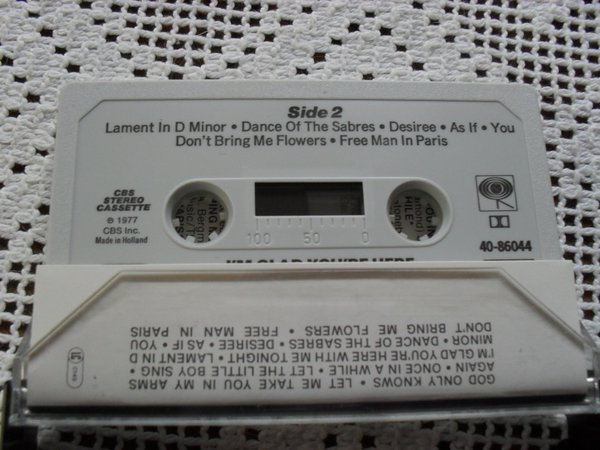 Side 2
Lament In D Minor • Dance Of The Sabres • Desiree • As If • You
Don't Bring Me Flowers • Free Man In Paris
CBS
STEREO
CASSETTE
℗ 1977
CBS Inc.
Made in Holland
100 50 0
40-86044
I'M GLAD YOU'RE HERE
GOD ONLY KNOWS • LET ME TAKE YOU IN MY ARMS
AGAIN • ONCE IN A WHILE • LET THE LITTLE BOY SING •
I'M GLAD YOU'RE HERE WITH ME TONIGHT • LAMENT IN D
MINOR • DANCE OF THE SABRES • DESIREE • AS IF YOU
DON'T BRING ME FLOWERS • FREE MAN IN PARIS